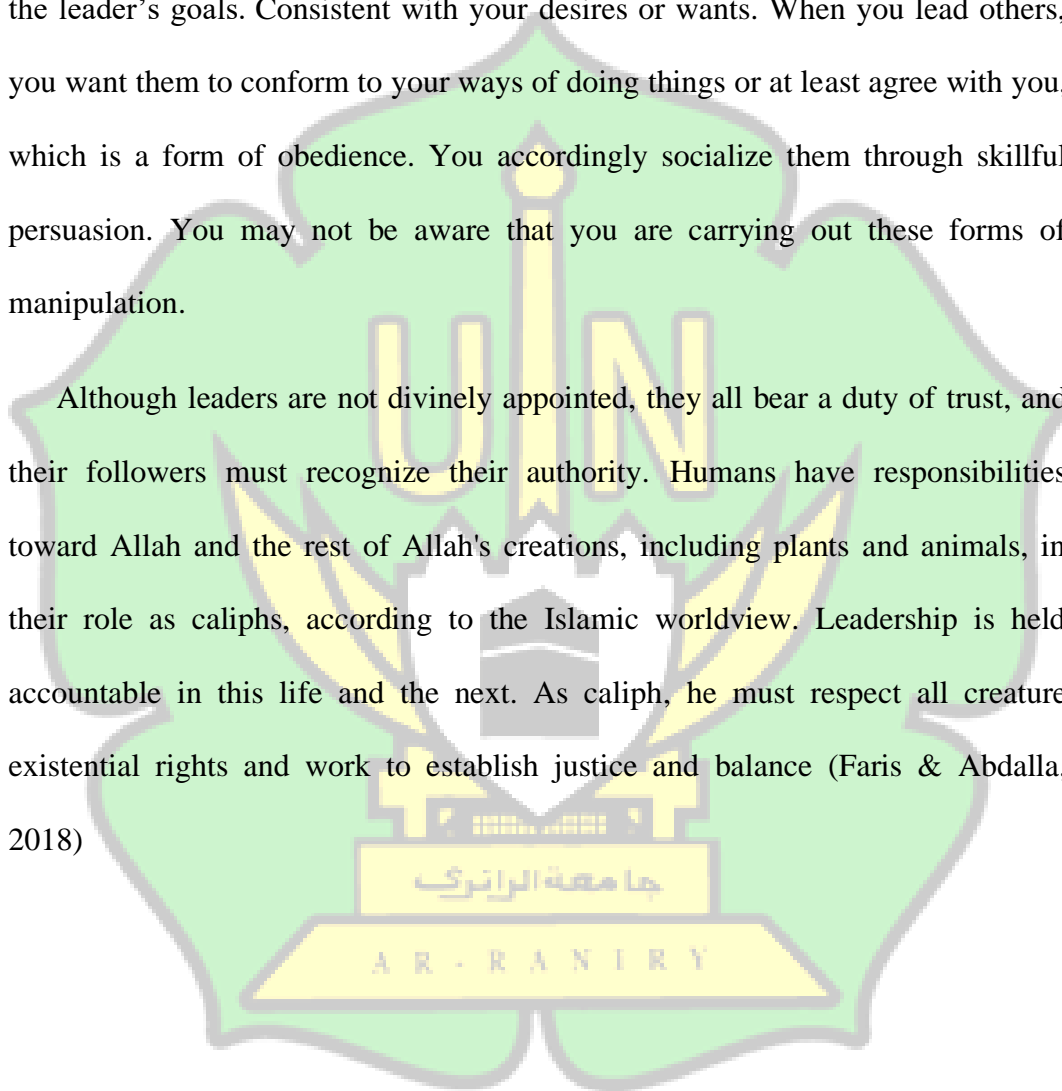 the leader’s goals. Consistent with your desires or wants. When you lead others,
you want them to conform to your ways of doing things or at least agree with you,
which is a form of obedience. You accordingly socialize them through skillful
persuasion. You may not be aware that you are carrying out these forms of
manipulation.
Although leaders are not divinely appointed, they all bear a duty of trust, and
their followers must recognize their authority. Humans have responsibilities
toward Allah and the rest of Allah's creations, including plants and animals, in
their role as caliphs, according to the Islamic worldview. Leadership is held
accountable in this life and the next. As caliph, he must respect all creature
existential rights and work to establish justice and balance (Faris & Abdalla,
2018)
UIN
جامعة الرانري
AR-RANIRY